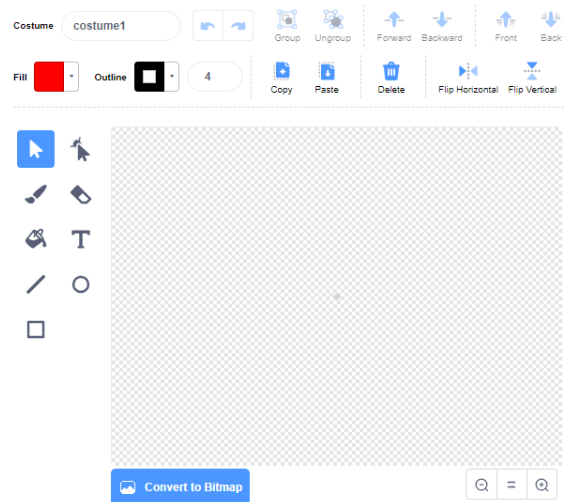 Costume costume1
Group Ungroup Forward Backward Front Back
Fill Outline 4
Copy Paste Delete Flip Horizontal Flip Vertical
T
Convert to Bitmap
=